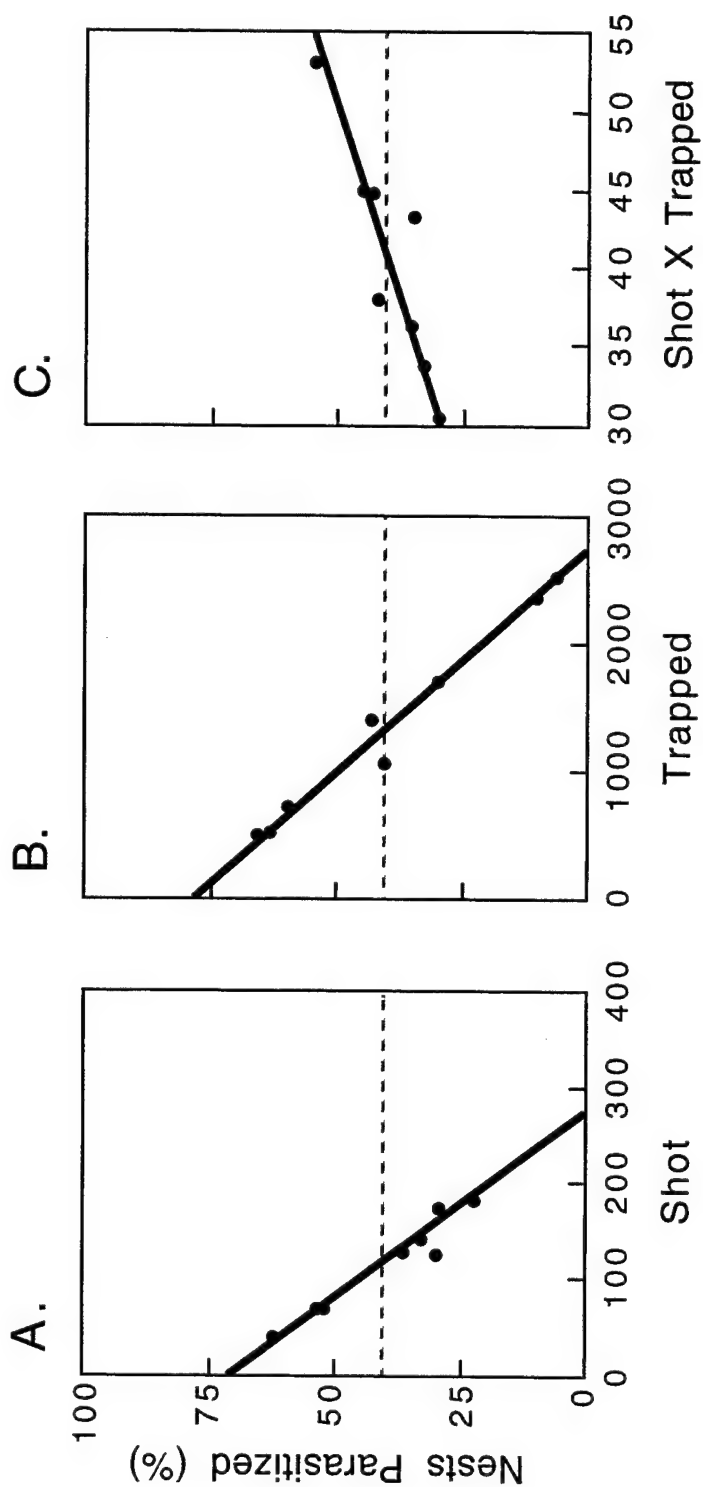 A.
B.
C.
Nests Parasitized (%)
100
75
50
25
0
0 100 200 300 400
Shot
0 1000 2000 3000
Trapped
30 35 40 45 50 55
Shot X Trapped